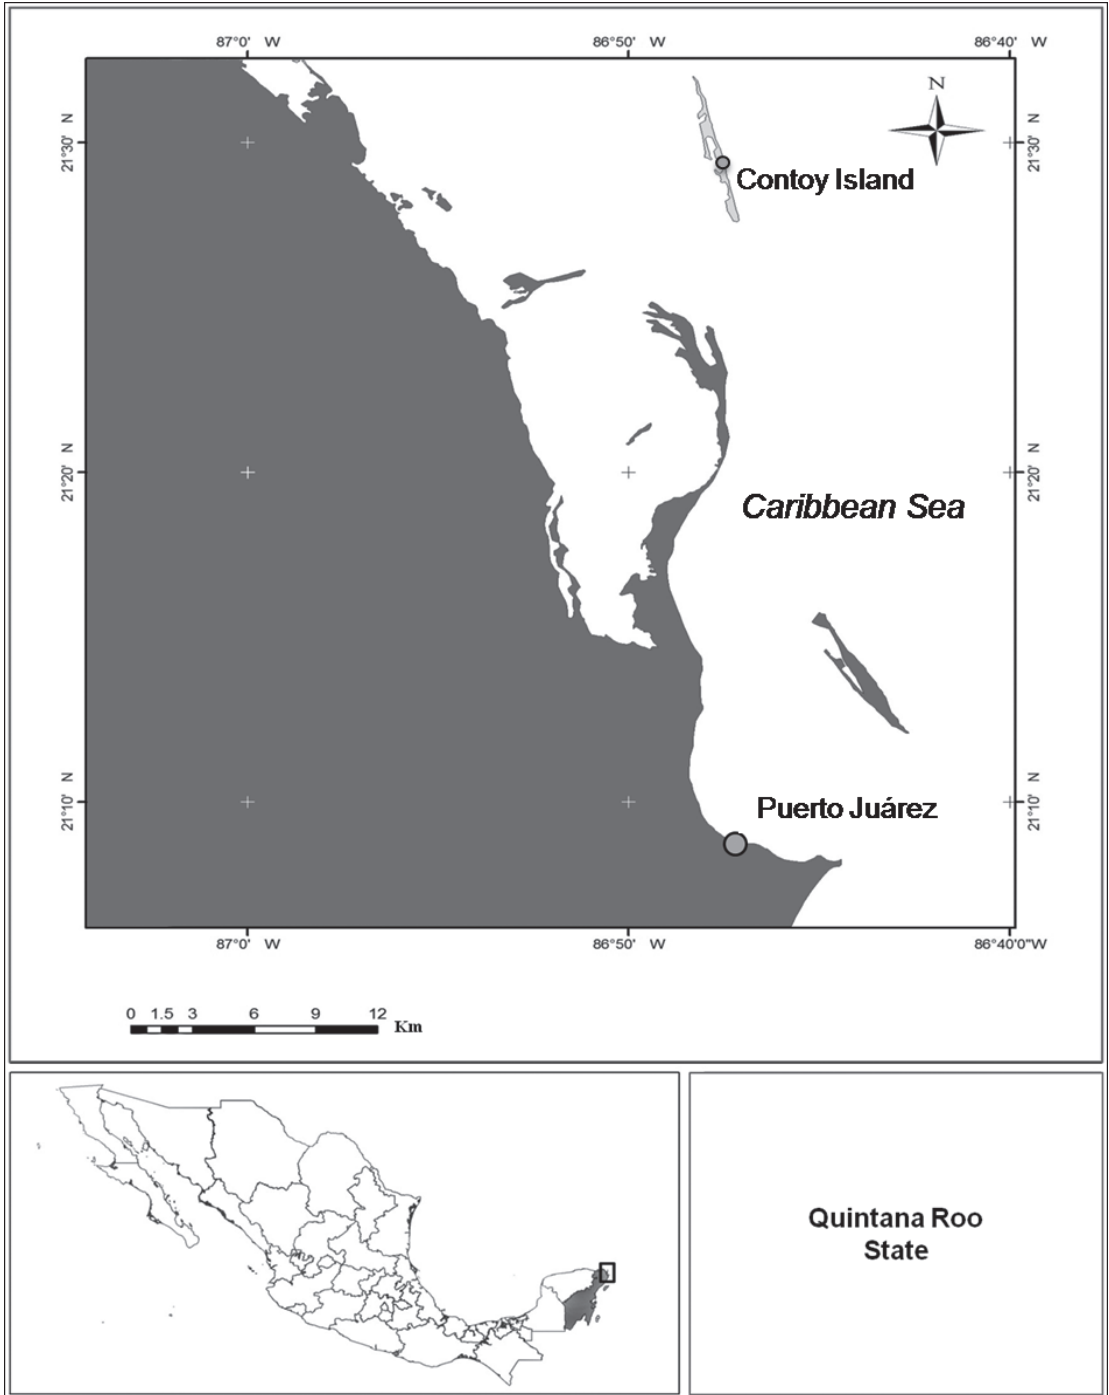 87°0' W
86°50' W
86°40' W
N
21°30' N
21°30' N
Contoy Island
21°20' N
21°20' N
Caribbean Sea
21°10' N
21°10' N
Puerto Juárez
87°0' W
86°50' W
86°40'0"W
0 1.5 3 6 9 12
Km
Quintana Roo
State